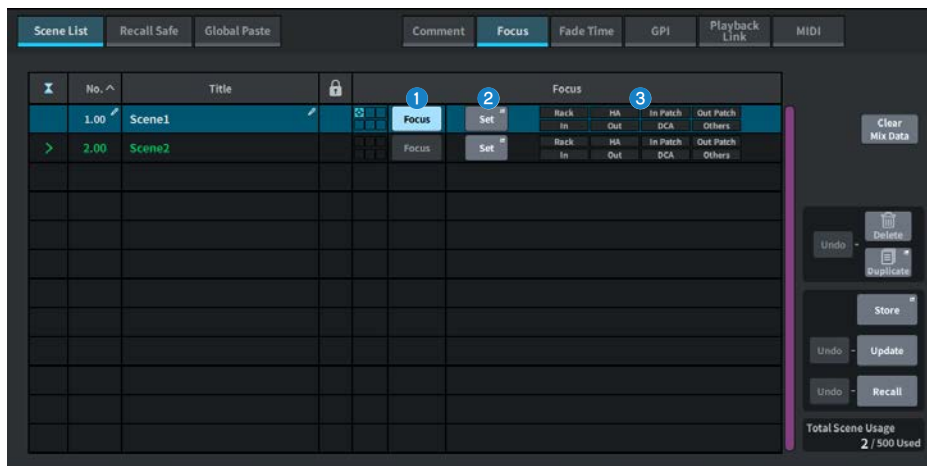 Scene List Recall Safe Global Paste Comment Focus Fade Time GPI Playback Link MIDI
No. Title Focus
1 2 3
1.00 Scene1 Focus Set Rack HA In Patch Out Patch
In Out DCA Others
2.00 Scene2 Focus Set Rack HA In Patch Out Patch
In Out DCA Others
Clear
Mix Data
Delete
Undo -
Duplicate
Store
Undo - Update
Undo - Recall
Total Scene Usage
2 / 500 Used